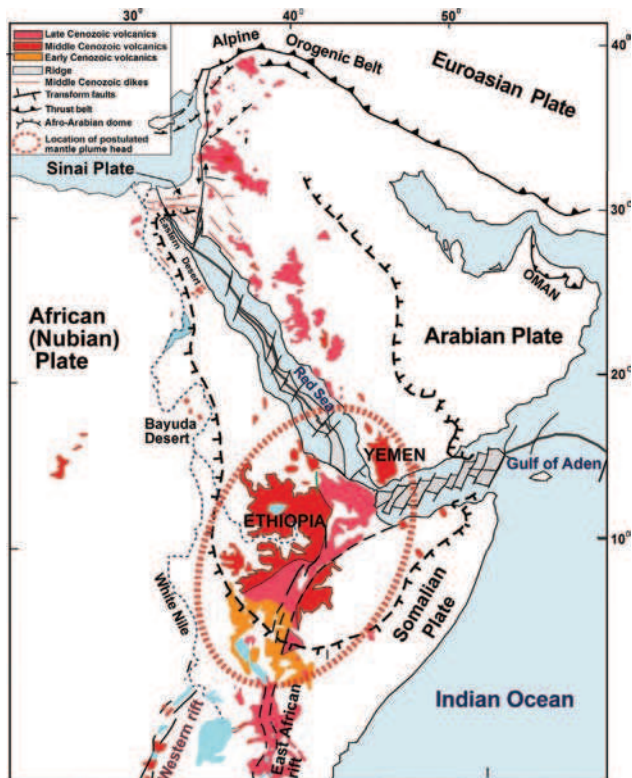 30°
40°
50°
Late Cenozoic volcanics
Middle Cenozoic volcanics
Early Cenozoic volcanics
Ridge
Middle Cenozoic dikes
Transform faults
Thrust belt
Afro-Arabian dome
Location of postulated
mantle plume head
Alpine Orogenic Belt
Euroasian Plate
40°
Sinai Plate
30°
Eastern
Desert
OMAN
African
(Nubian)
Plate
Arabian Plate
Red Sea
20°
Bayuda
Desert
YEMEN
Gulf of Aden
ETHIOPIA
10°
White Nile
Somalian
Plate
Indian Ocean
Western rift
East African
rift